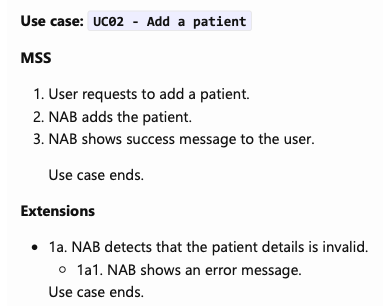 Use case: UC02 - Add a patient
MSS
1. User requests to add a patient.
2. NAB adds the patient.
3. NAB shows success message to the user.
Use case ends.
Extensions
• 1a. NAB detects that the patient details is invalid.
◦ 1a1. NAB shows an error message.
Use case ends.